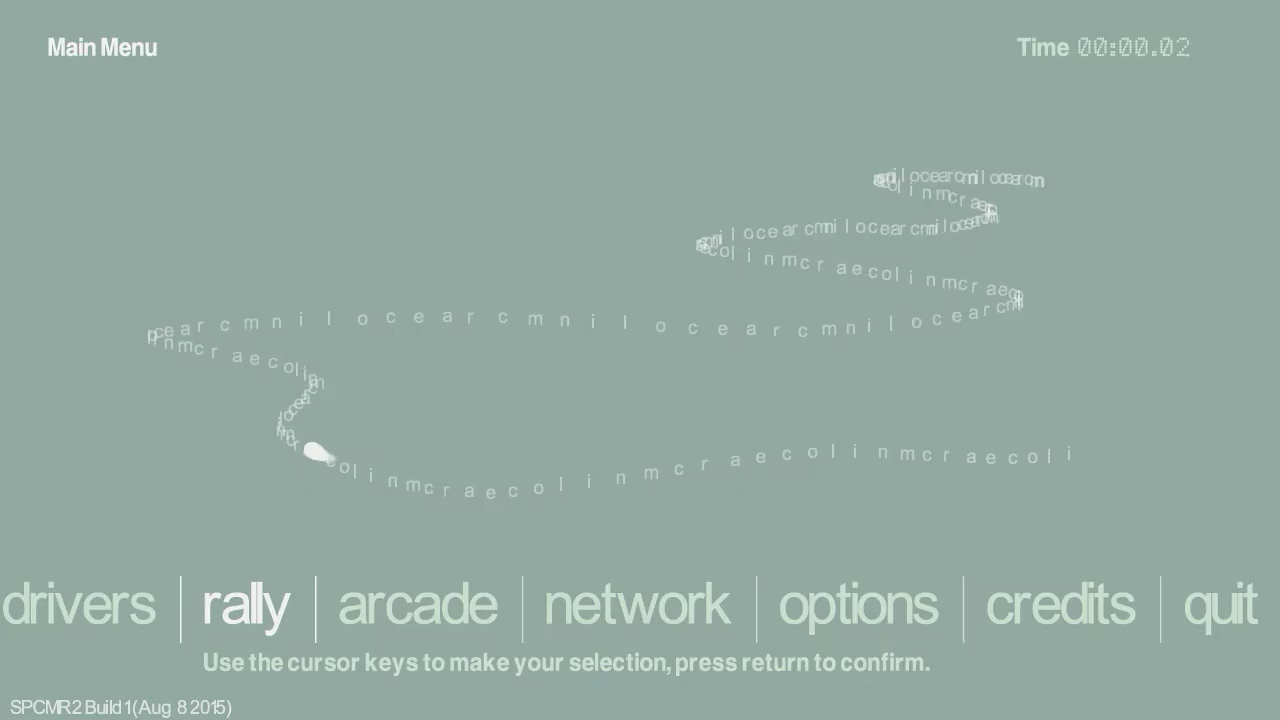 Main Menu
Time 00:00.02
drivers rally arcade network options credits quit
Use the cursor keys to make your selection, press return to confirm.
SPCMR2 Build 1 (Aug 8 2015)